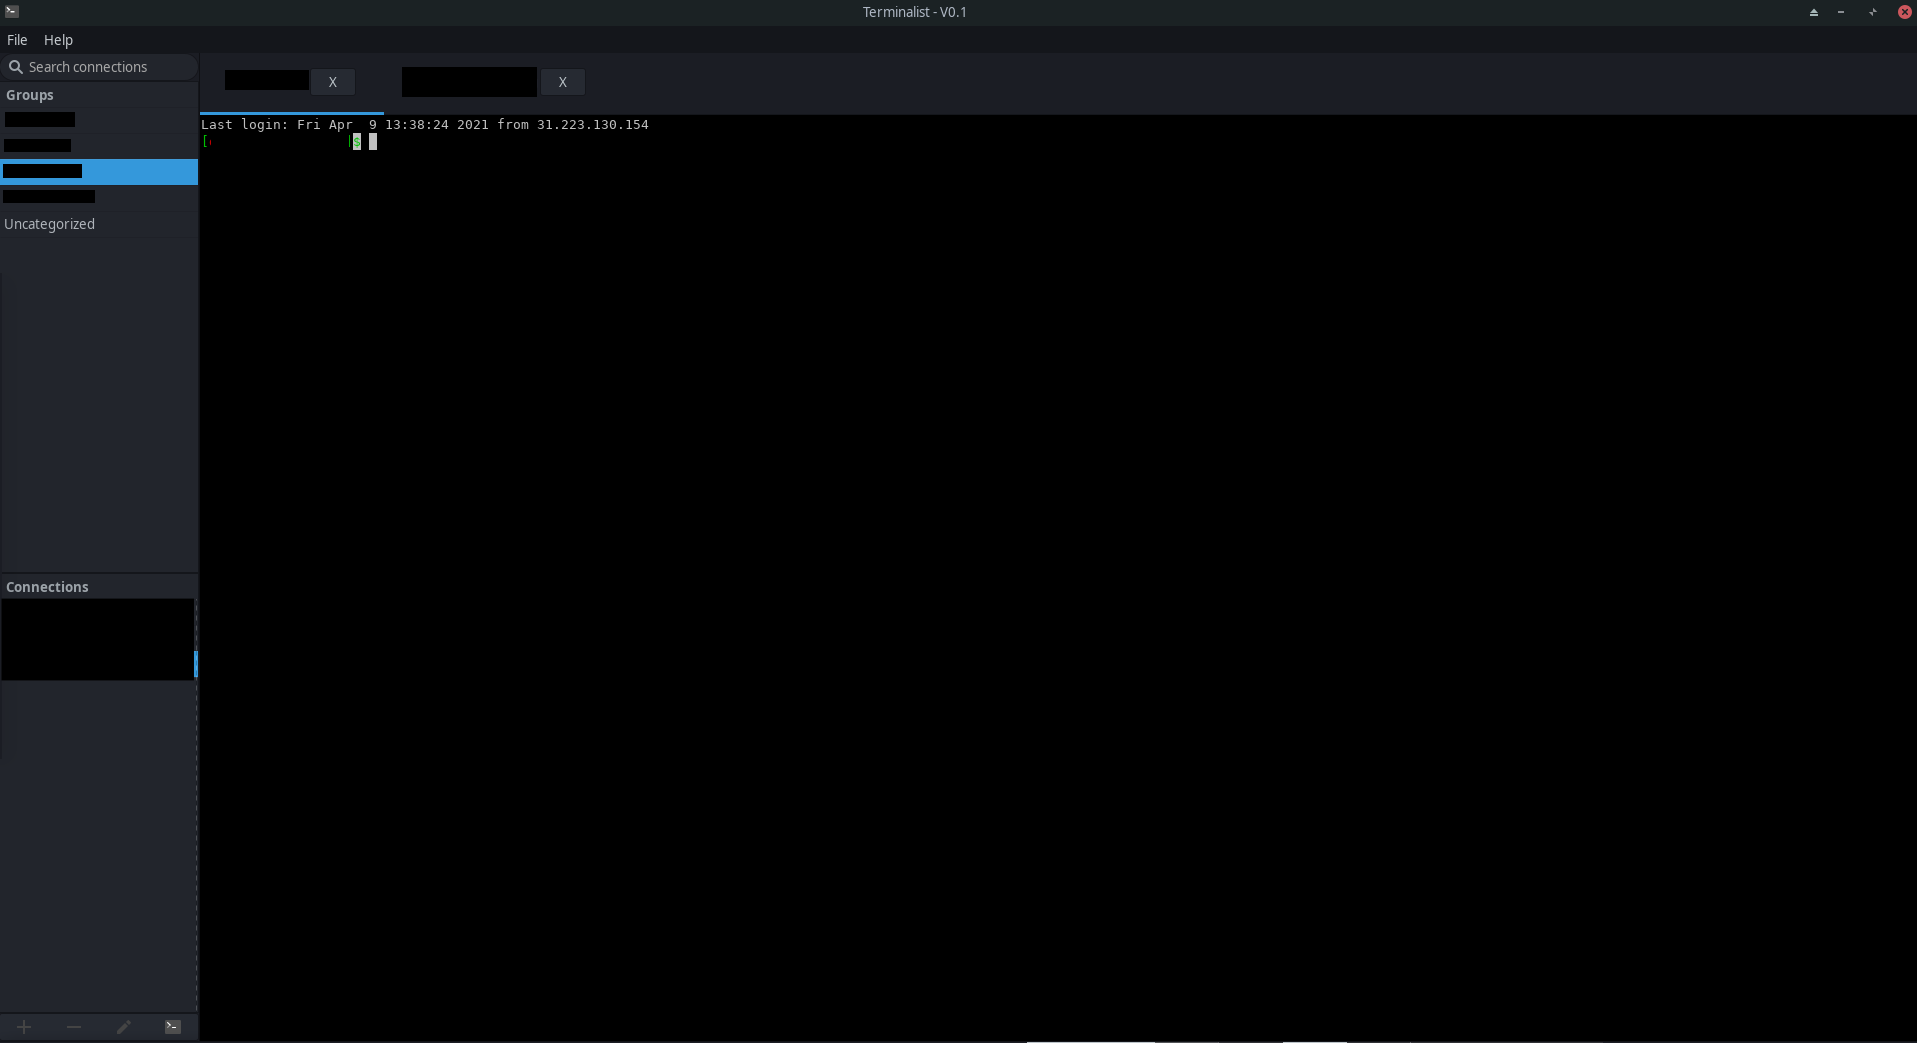 Terminalist - V0.1
File Help
Search connections
Groups
Uncategorized
Connections
X X
Last login: Fri Apr  9 13:38:24 2021 from 31.223.130.154
[ $